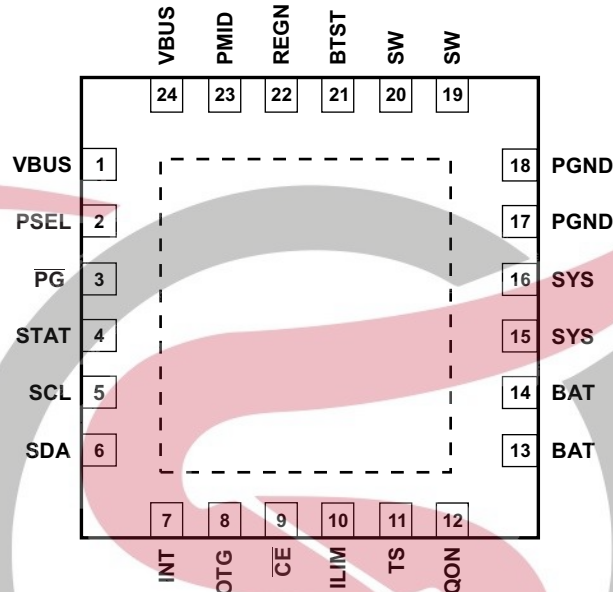 VBUS PMID REGN BTST SW SW
24 23 22 21 20 19
VBUS 1 18 PGND
PSEL 2 17 PGND
P̅G̅ 3 16 SYS
STAT 4 15 SYS
SCL 5 14 BAT
SDA 6 13 BAT
7 8 9 10 11 12
INT OTG C̅E̅ ILIM TS QON